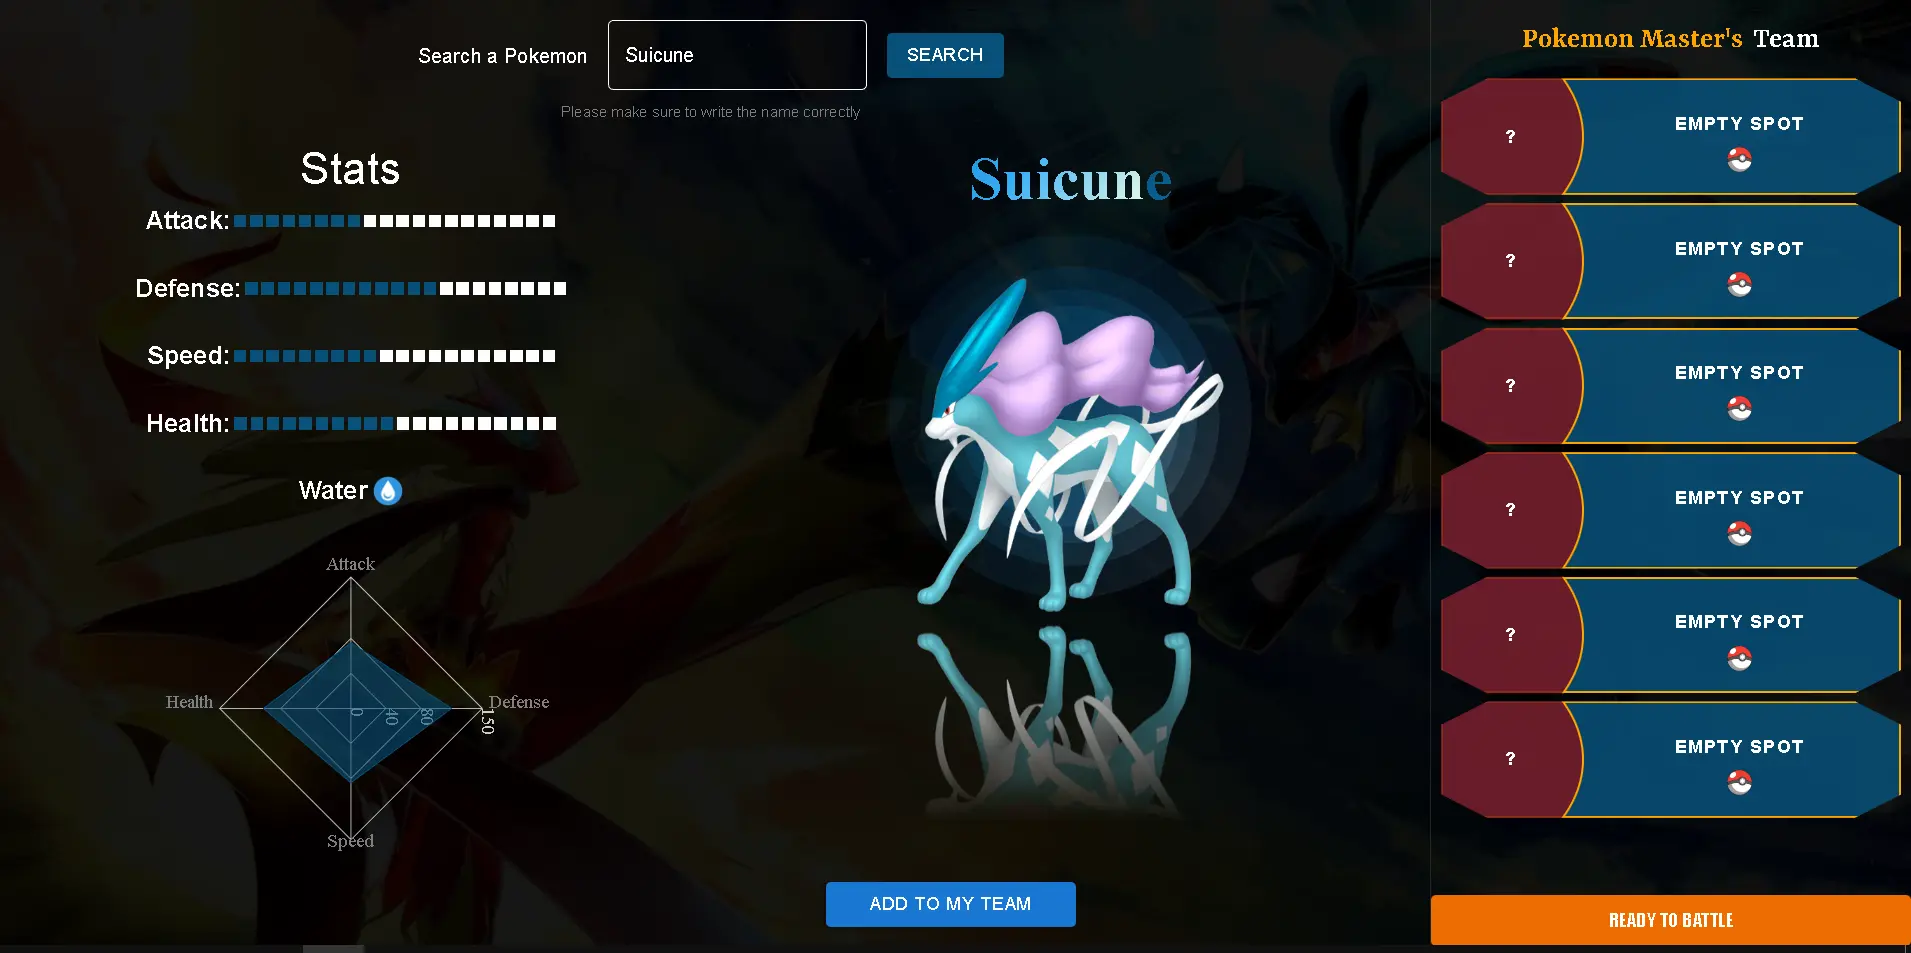 Search a Pokemon
Suicune
SEARCH
Please make sure to write the name correctly
Stats
Attack:
Defense:
Speed:
Health:
Water
Attack
Health
Defense
0
40
80
150
Speed
Suicune
ADD TO MY TEAM
Pokemon Master's Team
?
EMPTY SPOT
?
EMPTY SPOT
?
EMPTY SPOT
?
EMPTY SPOT
?
EMPTY SPOT
?
EMPTY SPOT
READY TO BATTLE